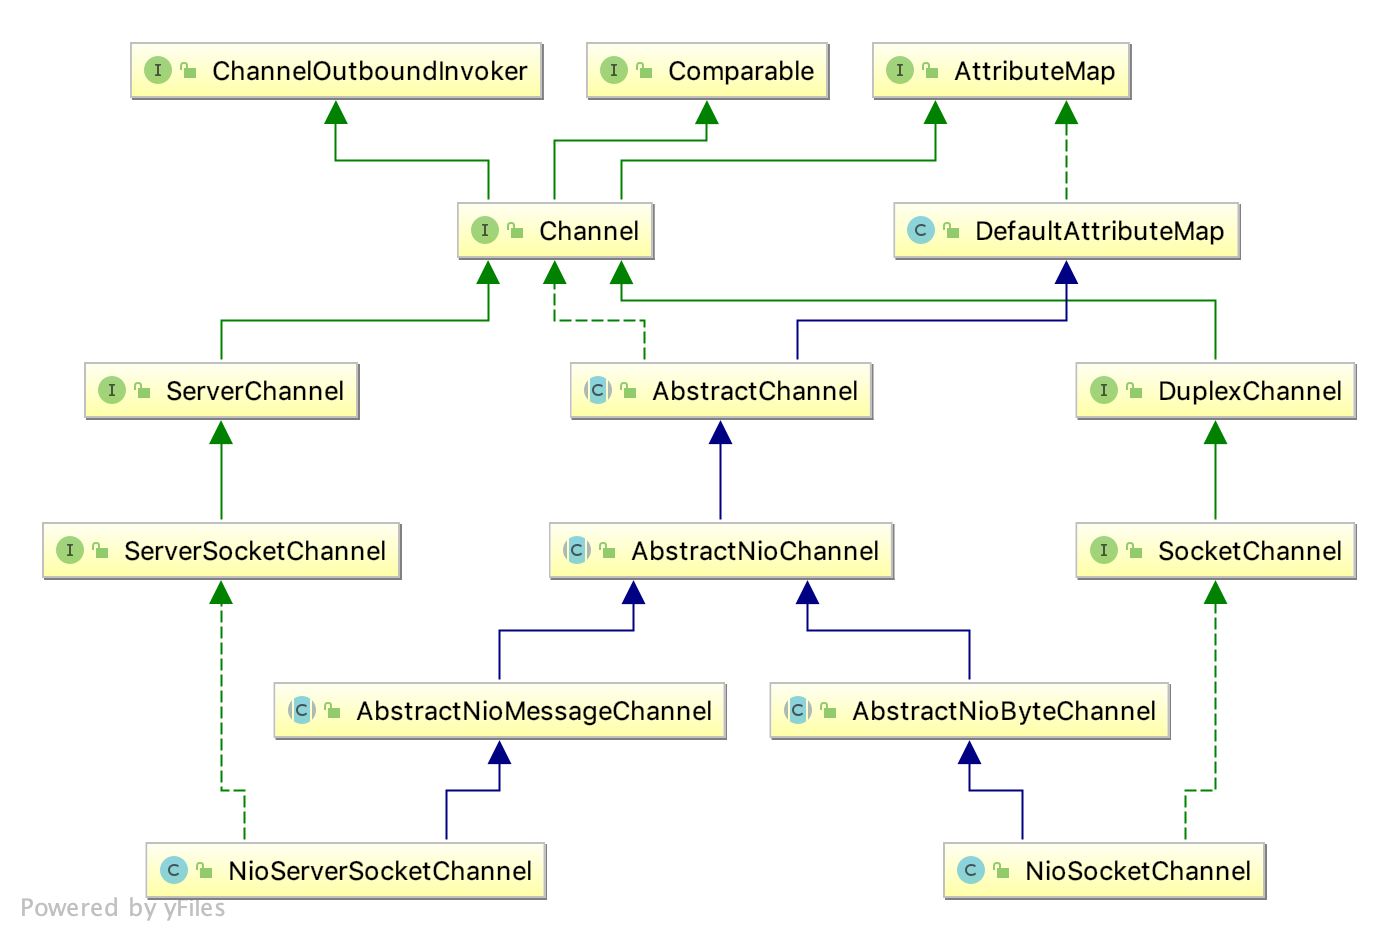 I ChannelOutboundInvoker
I Comparable
I AttributeMap
I Channel
C DefaultAttributeMap
I ServerChannel
C AbstractChannel
I DuplexChannel
I ServerSocketChannel
C AbstractNioChannel
I SocketChannel
C AbstractNioMessageChannel
C AbstractNioByteChannel
C NioServerSocketChannel
C NioSocketChannel
Powered by yFiles